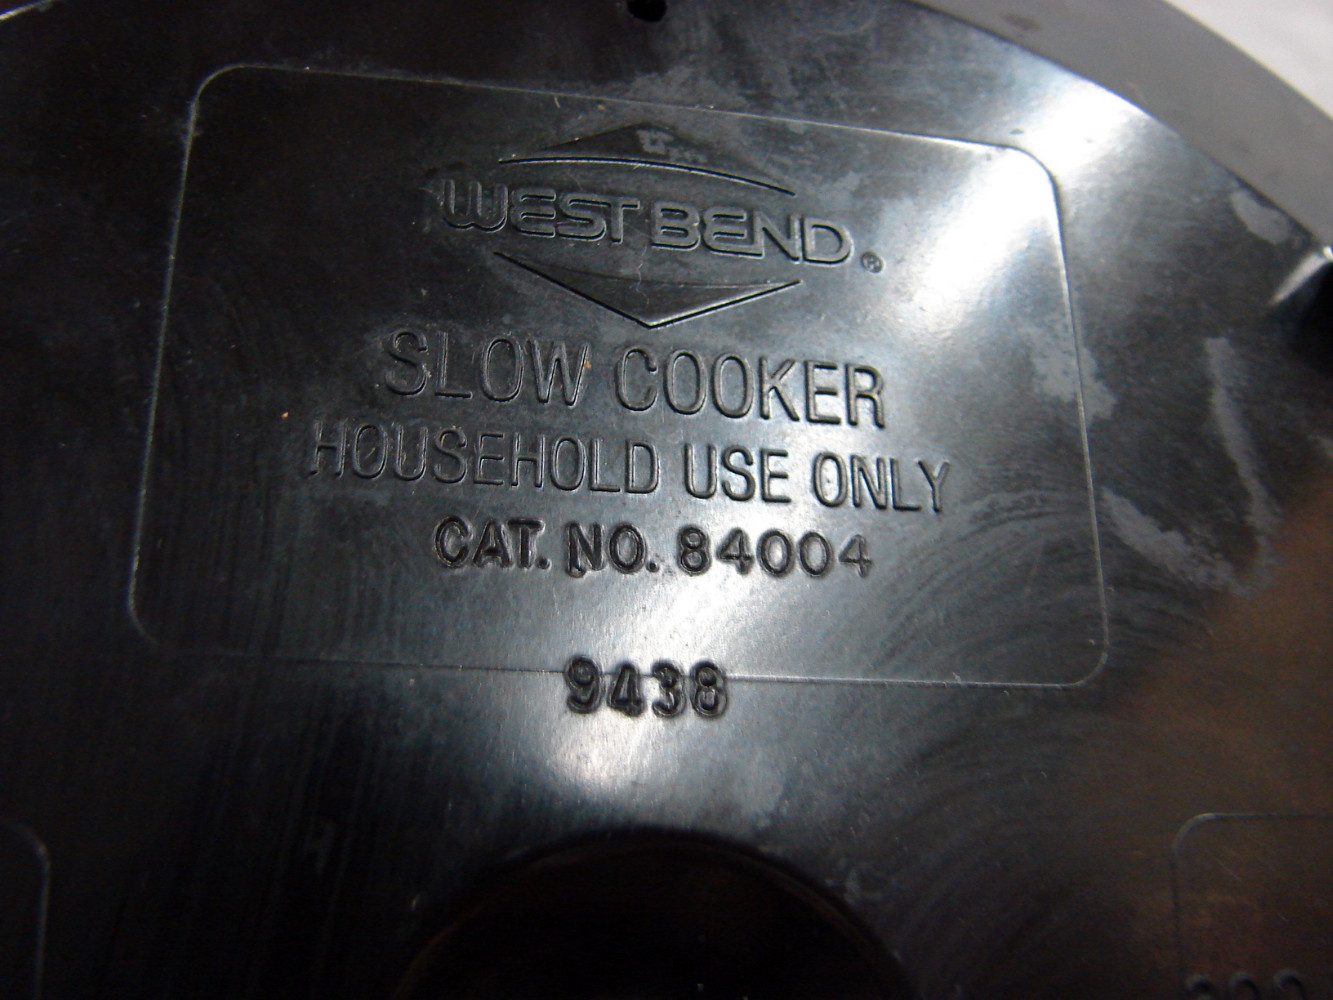 WEST BEND®
SLOW COOKER
HOUSEHOLD USE ONLY
CAT. NO. 84004
9438